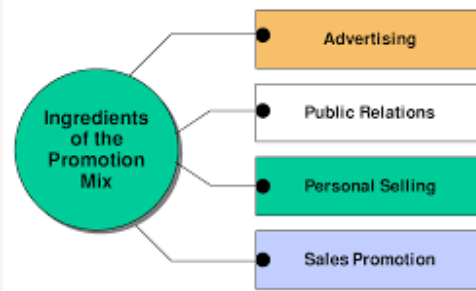 Ingredients
of the
Promotion
Mix
Advertising
Public Relations
Personal Selling
Sales Promotion